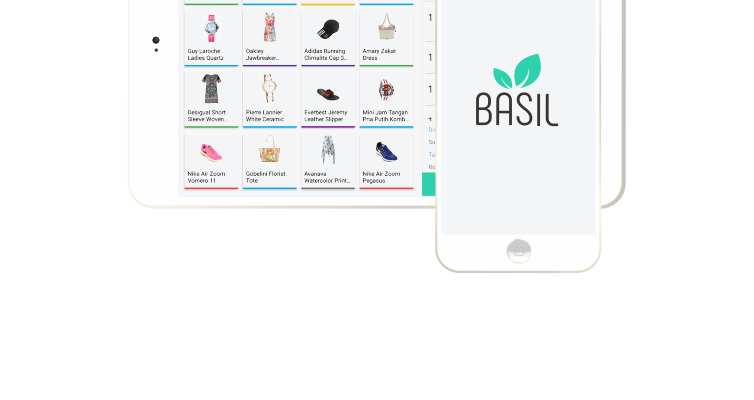 Guy Laroche
Ladies Quartz
Oakley
Jawbreaker...
Adidas Running
Climalite Cap 3...
Amary Zakat
Dress
1
1
Desigual Short
Sleeve Woven...
Pierre Lannier
White Ceramic
Everbest Jeremy
Leather Slipper
Mini Jam Tangan
Pria Putih Komb...
1
BASIL
Nike Air Zoom
Vomero 11
Gobelini Florist
Tote
Avanava
Watercolor Print...
Nike Air Zoom
Pegasus